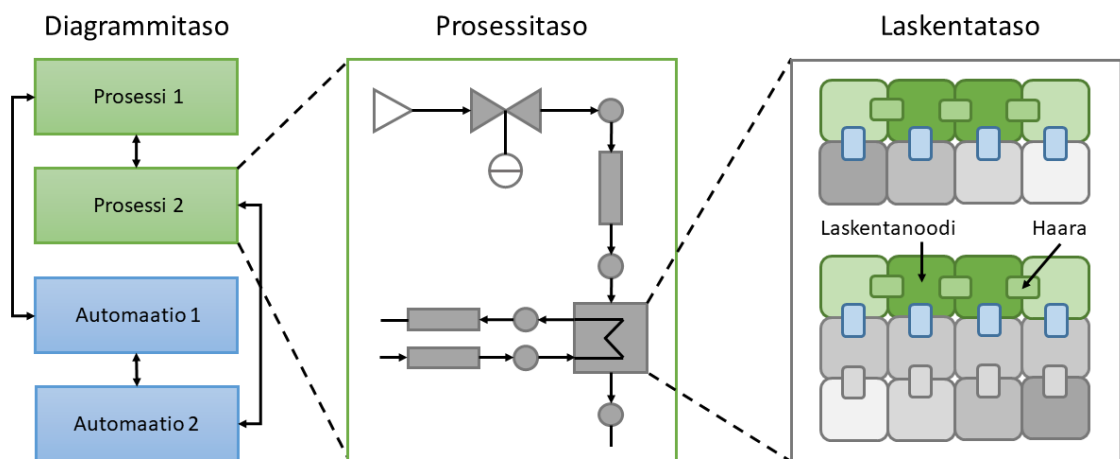 Diagrammitaso
Prosessitaso
Laskentataso
Prosessi 1
Prosessi 2
Automaatio 1
Automaatio 2
Laskentanoodi
Haara